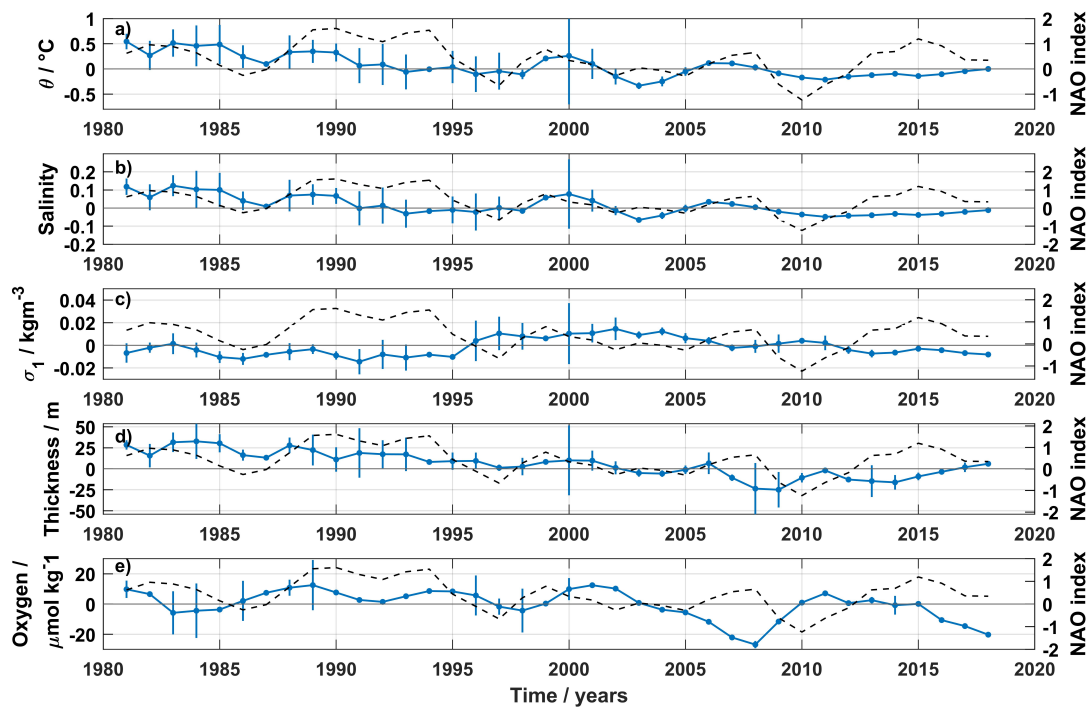 a)
θ / °C
1
0.5
0
-0.5
2
1
0
-1
NAO index
1980 1985 1990 1995 2000 2005 2010 2015 2020
b)
Salinity
0.2
0.1
0
-0.1
-0.2
2
1
0
-1
-2
NAO index
1980 1985 1990 1995 2000 2005 2010 2015 2020
c)
σ₁ / kgm⁻³
0.04
0.02
0
-0.02
2
1
0
-1
NAO index
1980 1985 1990 1995 2000 2005 2010 2015 2020
d)
Thickness / m
50
25
0
-25
-50
2
1
0
-1
-2
NAO index
1980 1985 1990 1995 2000 2005 2010 2015 2020
e)
Oxygen /
μmol kg⁻¹
20
0
-20
2
1
0
-1
-2
NAO index
1980 1985 1990 1995 2000 2005 2010 2015 2020
Time / years